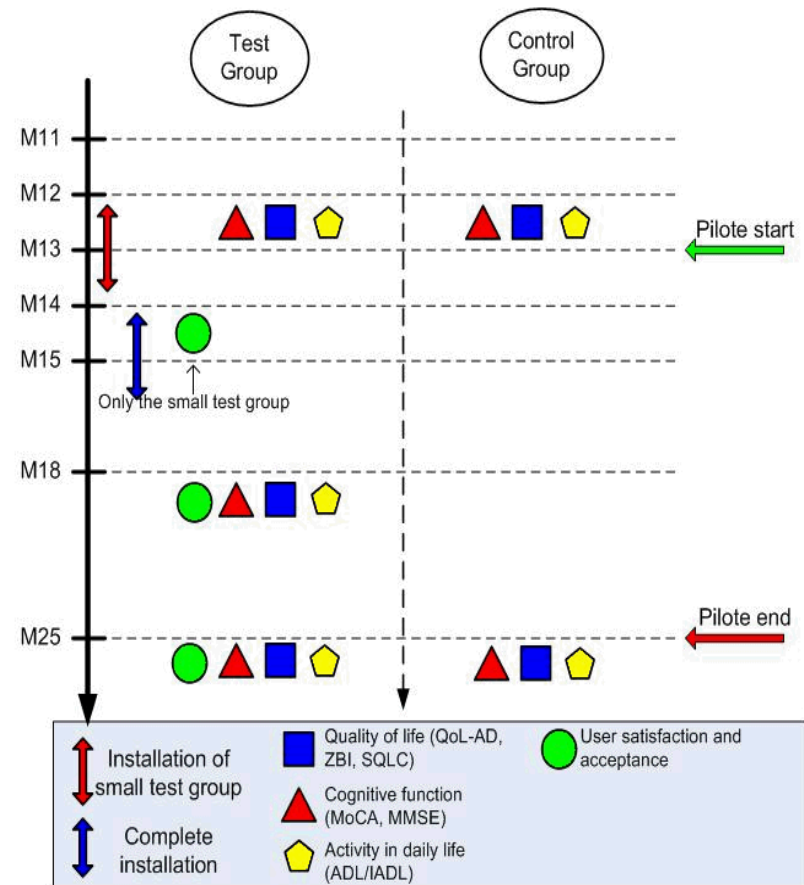 Test
Group
Control
Group
M11
M12
Pilote start
M13
M14
M15
Only the small test group
M18
Pilote end
M25
Installation of
small test group
Complete
installation
Quality of life (QoL-AD,
ZBI, SQLC)
Cognitive function
(MoCA, MMSE)
Activity in daily life
(ADL/IADL)
User satisfaction and
acceptance